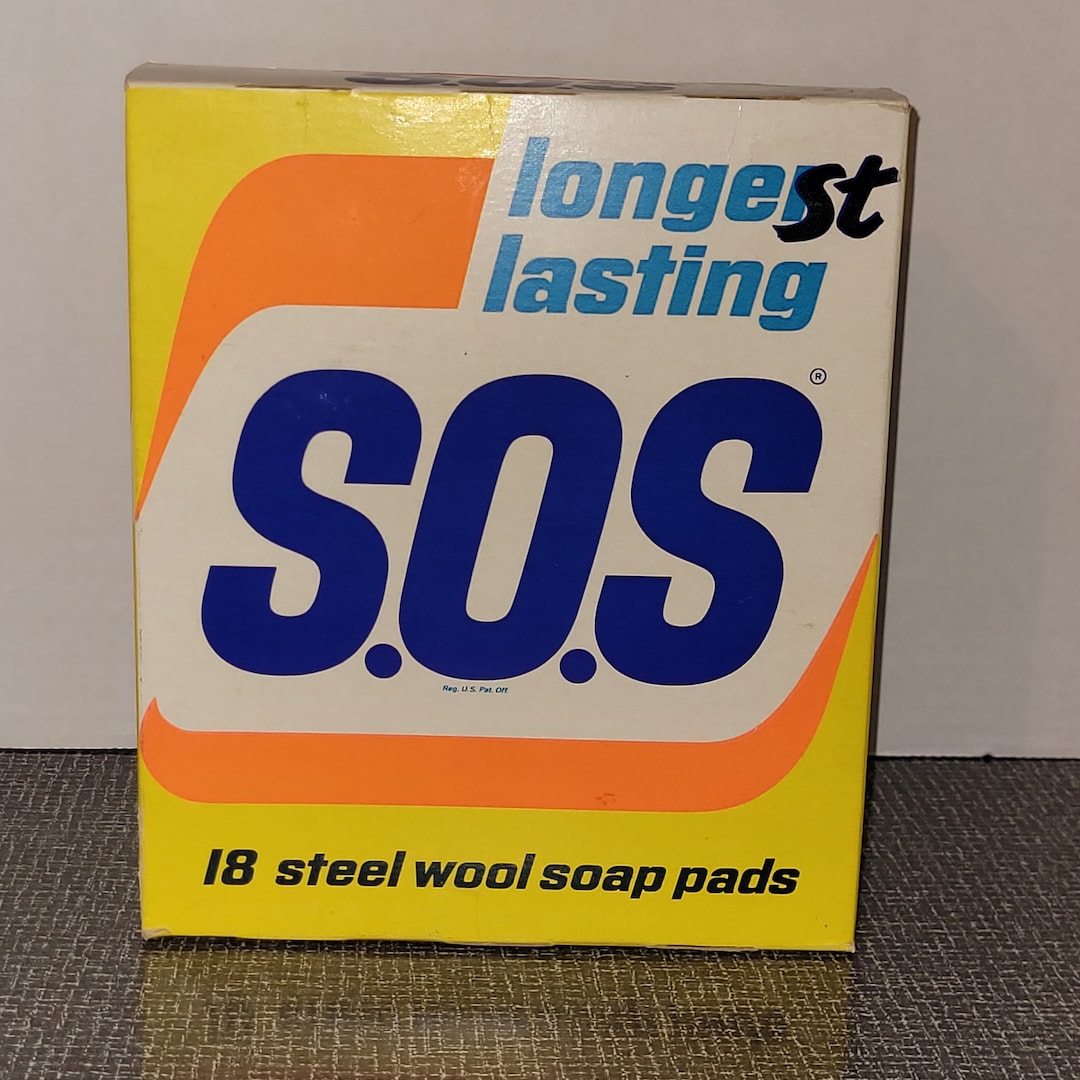 longest
lasting
S.O.S
®
Reg. U.S. Pat. Off.
18 steel wool soap pads